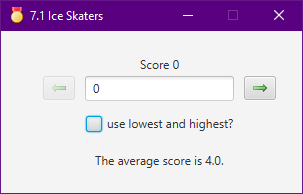 7.1 Ice Skaters
Score 0
0
use lowest and highest?
The average score is 4.0.